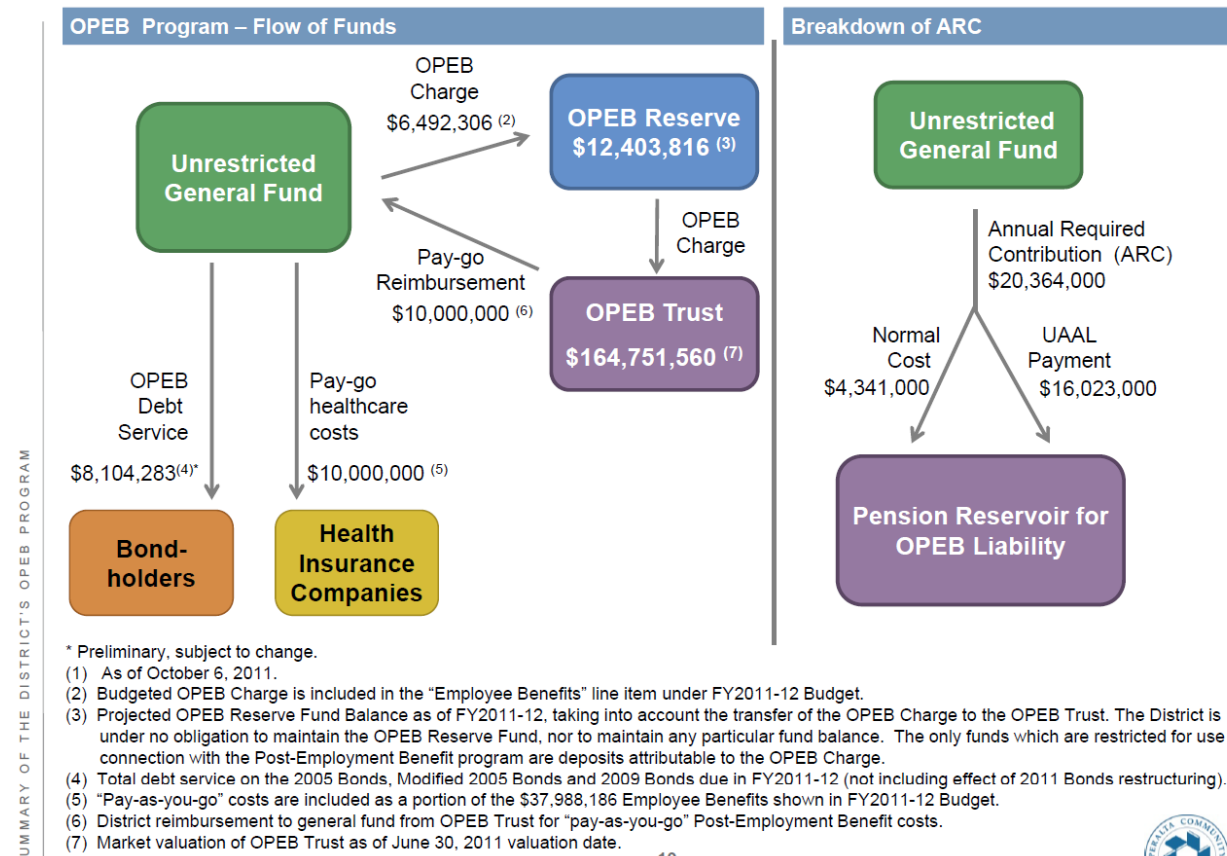 OPEB Program – Flow of Funds
OPEB
Charge
$6,492,306 (2)
Unrestricted
General Fund
OPEB Reserve
$12,403,816 (3)
OPEB
Charge
Pay-go
Reimbursement
$10,000,000 (6)
OPEB Trust
$164,751,560 (7)
OPEB
Debt
Service
$8,104,283(4)*
Pay-go
healthcare
costs
$10,000,000 (5)
Bond-
holders
Health
Insurance
Companies
Breakdown of ARC
Unrestricted
General Fund
Annual Required
Contribution (ARC)
$20,364,000
Normal
Cost
$4,341,000
UAAL
Payment
$16,023,000
Pension Reservoir for
OPEB Liability
* Preliminary, subject to change.
(1) As of October 6, 2011.
(2) Budgeted OPEB Charge is included in the “Employee Benefits” line item under FY2011-12 Budget.
(3) Projected OPEB Reserve Fund Balance as of FY2011-12, taking into account the transfer of the OPEB Charge to the OPEB Trust. The District is
under no obligation to maintain the OPEB Reserve Fund, nor to maintain any particular fund balance. The only funds which are restricted for use
connection with the Post-Employment Benefit program are deposits attributable to the OPEB Charge.
(4) Total debt service on the 2005 Bonds, Modified 2005 Bonds and 2009 Bonds due in FY2011-12 (not including effect of 2011 Bonds restructuring).
(5) “Pay-as-you-go” costs are included as a portion of the $37,988,186 Employee Benefits shown in FY2011-12 Budget.
(6) District reimbursement to general fund from OPEB Trust for “pay-as-you-go” Post-Employment Benefit costs.
(7) Market valuation of OPEB Trust as of June 30, 2011 valuation date.
UMMARY OF THE DISTRICT'S OPEB PROGRAM